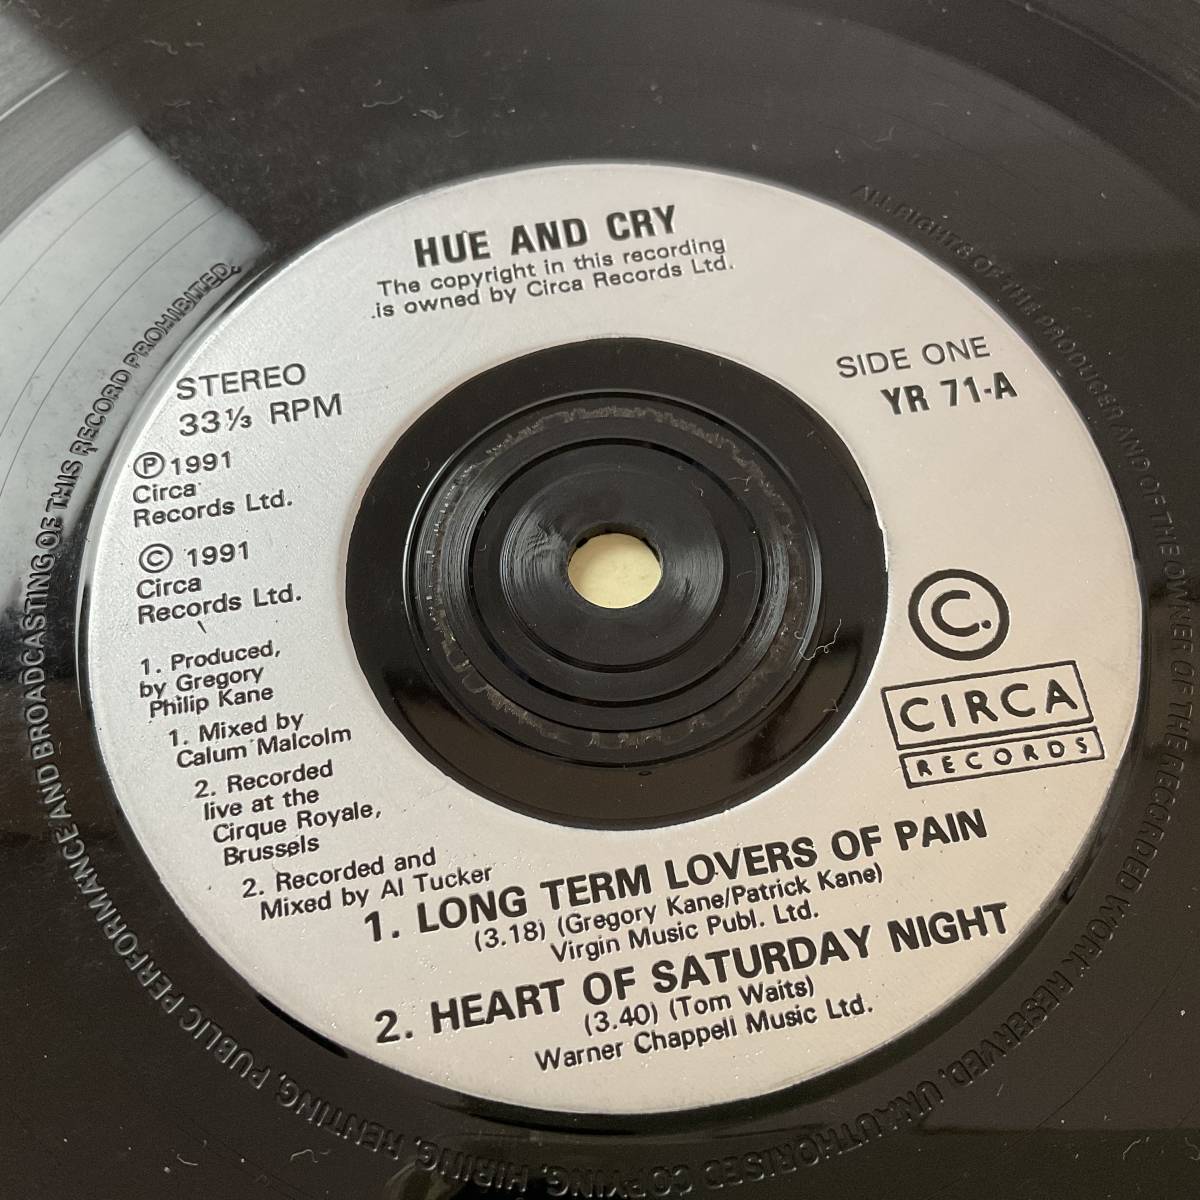 HUE AND CRY
The copyright in this recording
.is owned by Circa Records Ltd.
STEREO
33 1/3 RPM
Ⓟ 1991
Circa
Records Ltd.
© 1991
Circa
Records Ltd.
1. Produced,
by Gregory
Philip Kane
1. Mixed by
Calum Malcolm
2. Recorded
live at the
Cirque Royale,
Brussels
2. Recorded and
Mixed by Al Tucker
SIDE ONE
YR 71-A
C.
CIRCA
RECORDS
1. LONG TERM LOVERS OF PAIN
(3.18) (Gregory Kane/Patrick Kane)
Virgin Music Publ. Ltd.
2. HEART OF SATURDAY NIGHT
(3.40) (Tom Waits)
Warner Chappell Music Ltd.
ALL RIGHTS OF THE PRODUCER AND OF THE OWNER OF THE RECORDED WORK RESERVED. UNAUTHORISED COPYING, HIRING, RENTING, PUBLIC PERFORMANCE AND BROADCASTING OF THIS RECORD PROHIBITED.